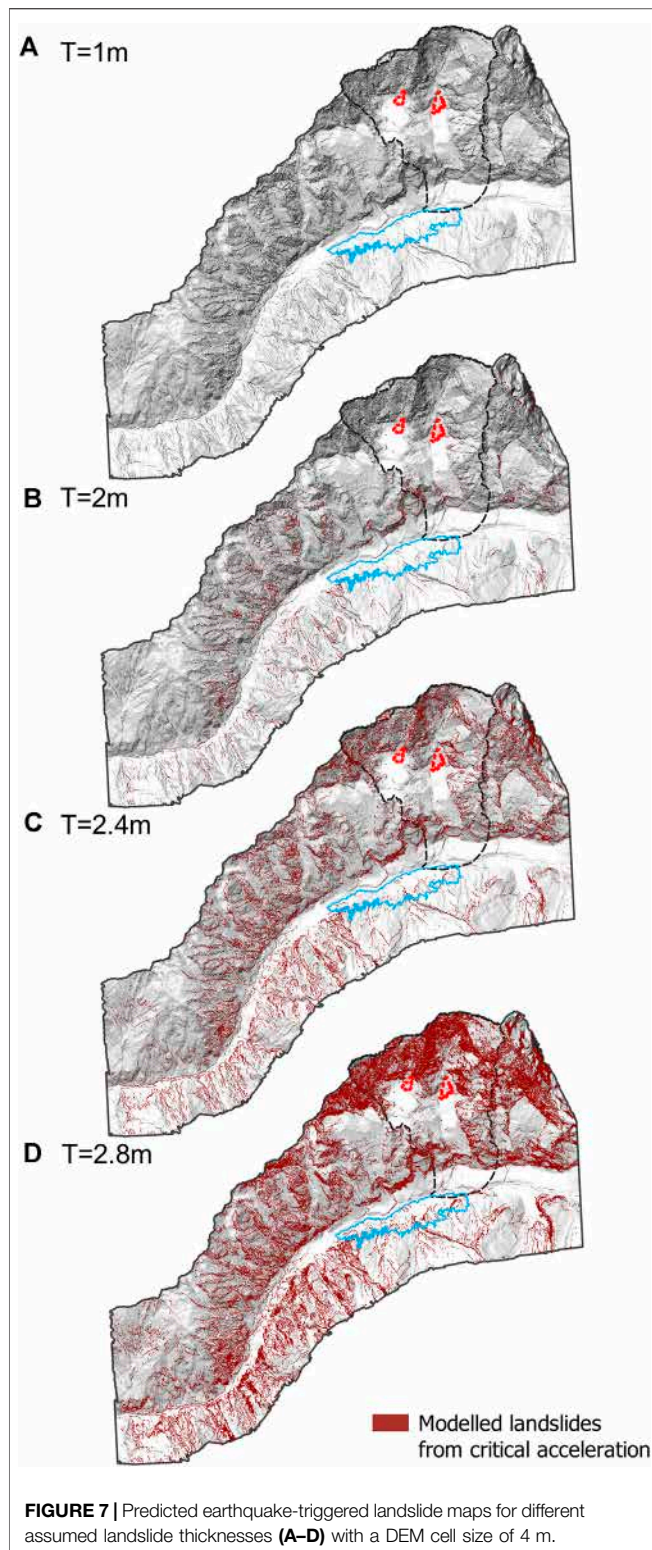 A T=1m
B T=2m
C T=2.4m
D T=2.8m
Modelled landslides
from critical acceleration
FIGURE 7 | Predicted earthquake-triggered landslide maps for different
assumed landslide thicknesses (A–D) with a DEM cell size of 4 m.